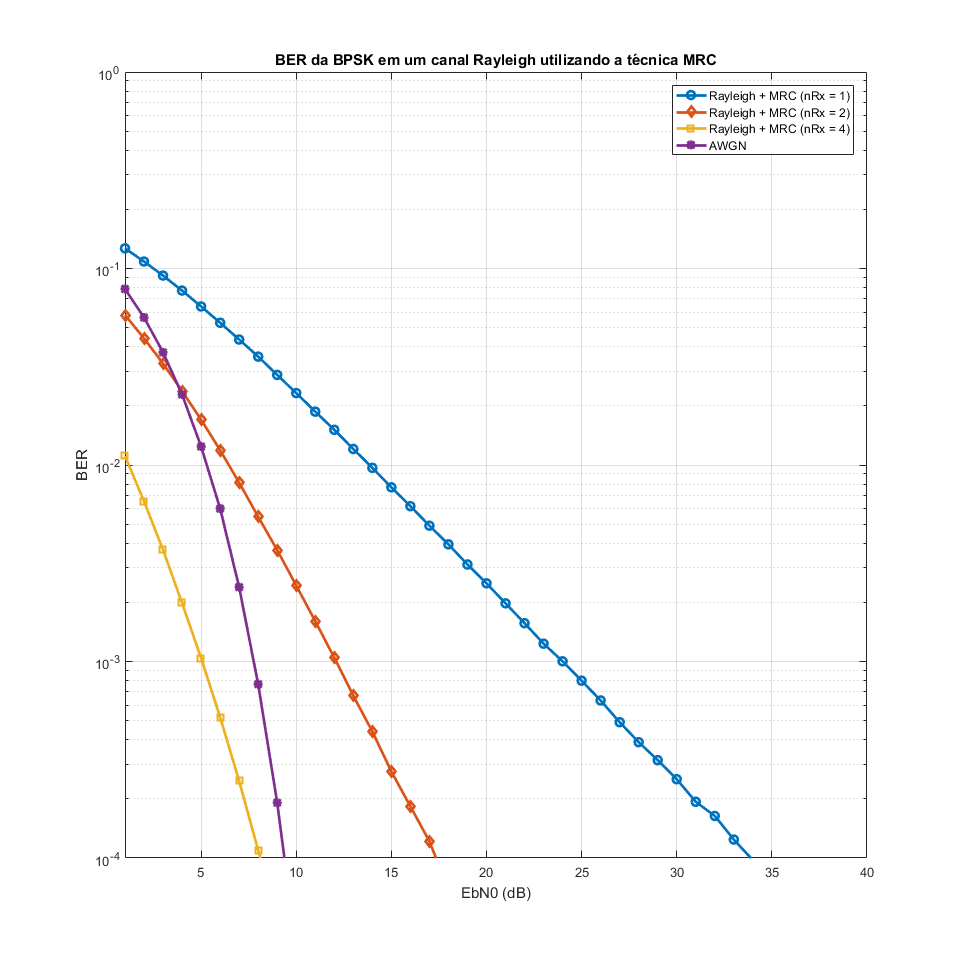 BER da BPSK em um canal Rayleigh utilizando a técnica MRC
10^0
Rayleigh + MRC (nRx = 1)
Rayleigh + MRC (nRx = 2)
Rayleigh + MRC (nRx = 4)
AWGN
10^-1
10^-2
BER
10^-3
10^-4
5 10 15 20 25 30 35 40
EbN0 (dB)